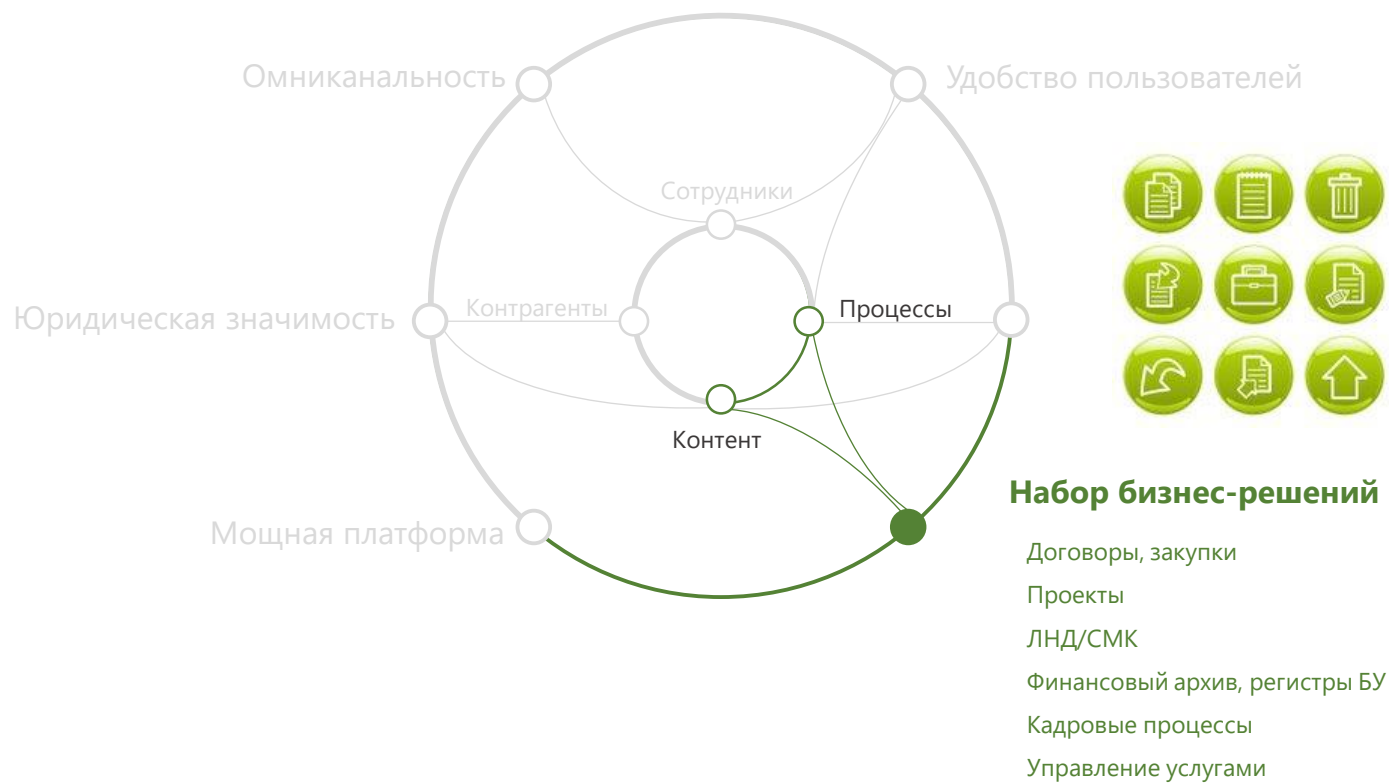 Омниканальность
Удобство пользователей
Сотрудники
Юридическая значимость
Контрагенты
Процессы
Контент
Мощная платформа
Набор бизнес-решений
Договоры, закупки
Проекты
ЛНД/СМК
Финансовый архив, регистры БУ
Кадровые процессы
Управление услугами